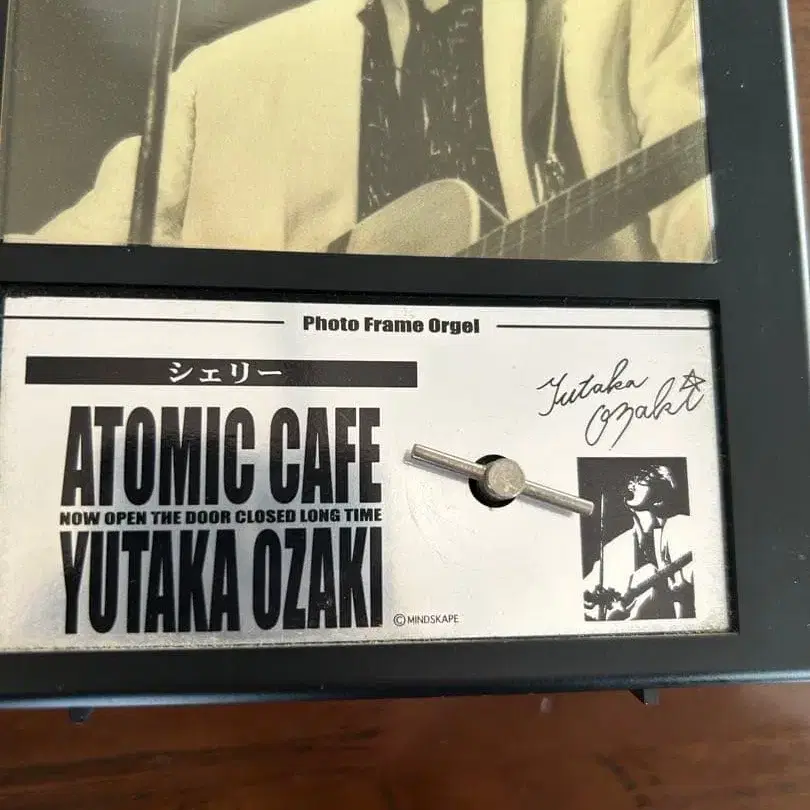 Photo Frame Orgel
シェリー
Yutaka Ozaki
ATOMIC CAFE
NOW OPEN THE DOOR CLOSED LONG TIME
YUTAKA OZAKI
©MINDSKAPE